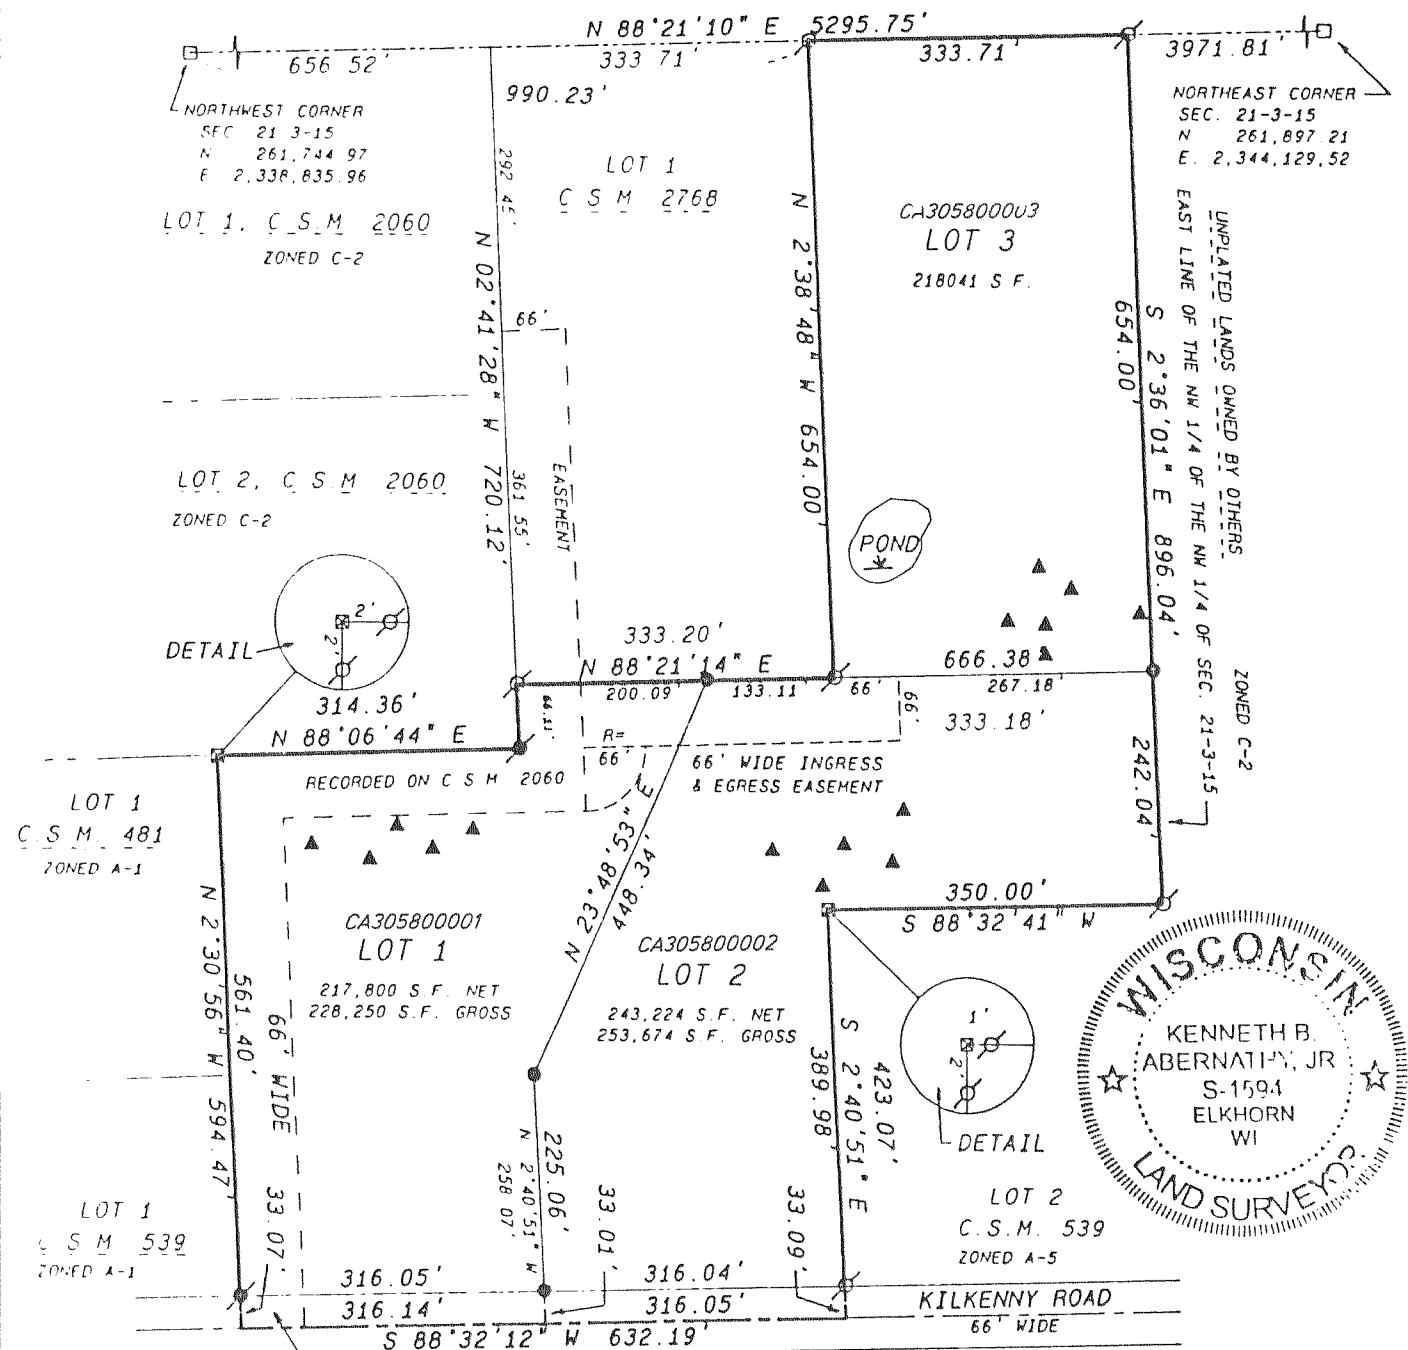 N 88°21'10" E 5295.75'
656 52'
333 71'
333.71'
3971.81'
990.23'
NORTHWEST CORNER
SEC 21 3-15
N 261,744 97
E 2,338,835.96
NORTHEAST CORNER
SEC. 21-3-15
N 261,897 21
E. 2,344,129,52
LOT 1, C S.M 2060
ZONED C-2
292 45'
LOT 1
C S M 2768
CA305800003
LOT 3
218041 S F.
N 02°41'28" W 720.12'
66'
EASEMENT
361 55'
N 2°38'48" W 654.00'
654.00'
S 2°36'01" E 896.04'
EAST LINE OF THE NW 1/4 OF THE NW 1/4 OF SEC. 21-3-15
UNPLATED LANDS OWNED BY OTHERS
ZONED C-2
LOT 2, C S M 2060
ZONED C-2
POND
2'
2'
DETAIL
333.20'
N 88°21'14" E
666.38'
200.09'
133.11'
66'
267.18'
314.36'
66.11'
66'
333.18'
N 88°06'44" E
R=
66'
66' WIDE INGRESS
& EGRESS EASEMENT
242.04'
RECORDED ON C S M 2060
LOT 1
C S M 481
ZONED A-1
N 23°48'53" E
448.34'
350.00'
S 88°32'41" W
N 2°30'56" W 594.47'
561.40'
66' WIDE
CA305800001
LOT 1
217,800 S.F. NET
228,250 S.F. GROSS
CA305800002
LOT 2
243,224 S.F. NET
253,674 S.F. GROSS
389.98'
S 2°40'51" E
423.07'
1'
2'
DETAIL
WISCONSIN
KENNETH B.
ABERNATHY, JR
S-1594
ELKHORN
WI
LAND SURVEYOR
225.06'
N 2°40'51" W
258 07'
33.07'
33.01'
33.09'
LOT 1
C S M 539
ZONED A-1
LOT 2
C.S.M. 539
ZONED A-5
316.05'
316.04'
316.14'
316.05'
KILKENNY ROAD
66' WIDE
S 88°32'12" W 632.19'